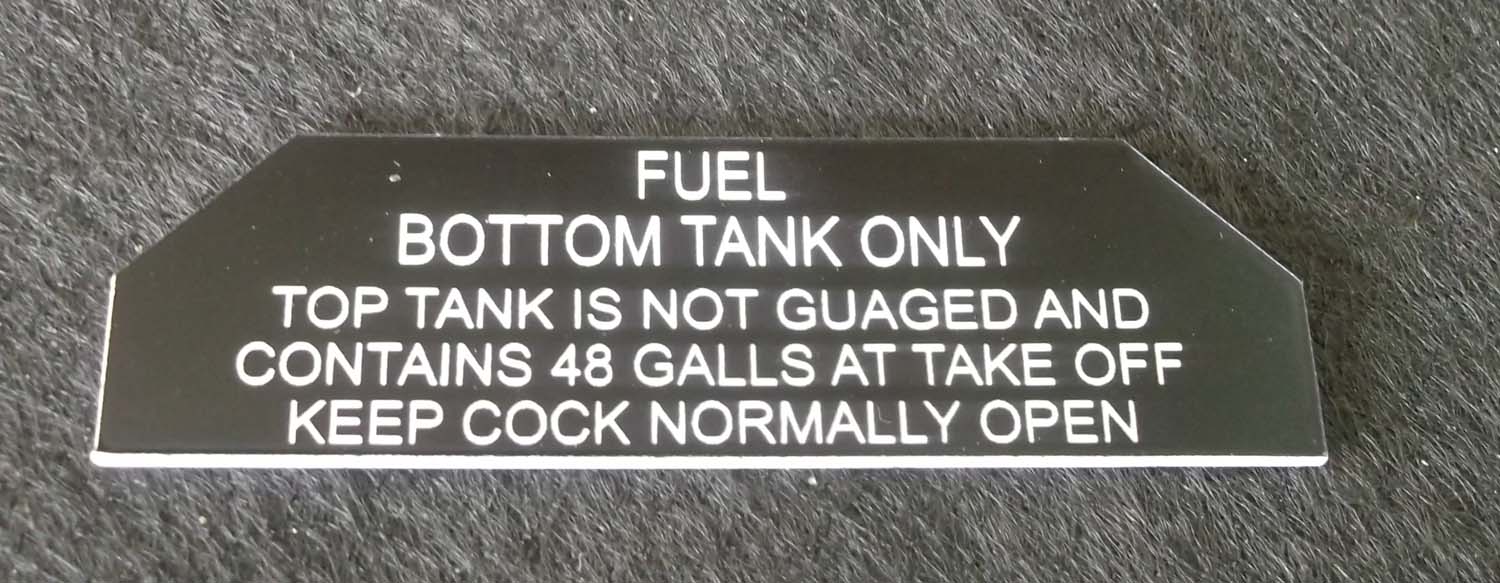 FUEL
BOTTOM TANK ONLY
TOP TANK IS NOT GUAGED AND
CONTAINS 48 GALLS AT TAKE OFF
KEEP COCK NORMALLY OPEN